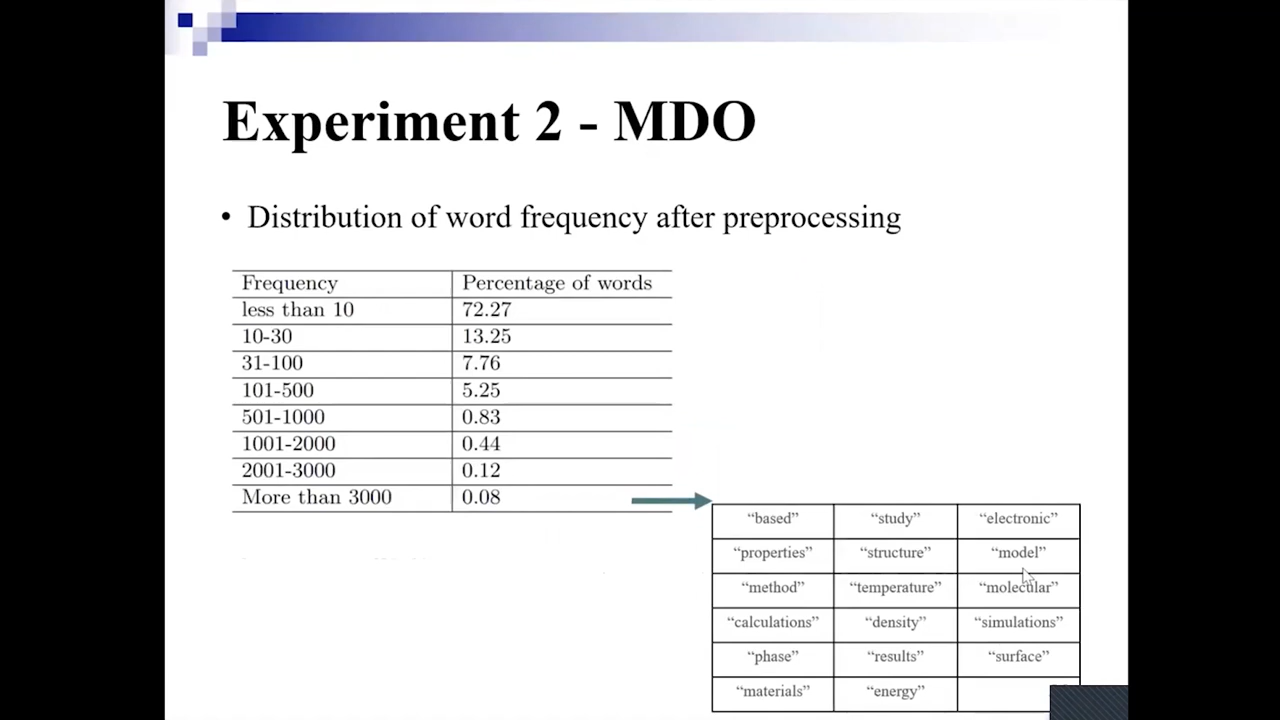 Experiment 2 - MDO
• Distribution of word frequency after preprocessing
Frequency Percentage of words
less than 10 72.27
10-30 13.25
31-100 7.76
101-500 5.25
501-1000 0.83
1001-2000 0.44
2001-3000 0.12
More than 3000 0.08
“based” “study” “electronic”
“properties” “structure” “model”
“method” “temperature” “molecular”
“calculations” “density” “simulations”
“phase” “results” “surface”
“materials” “energy”